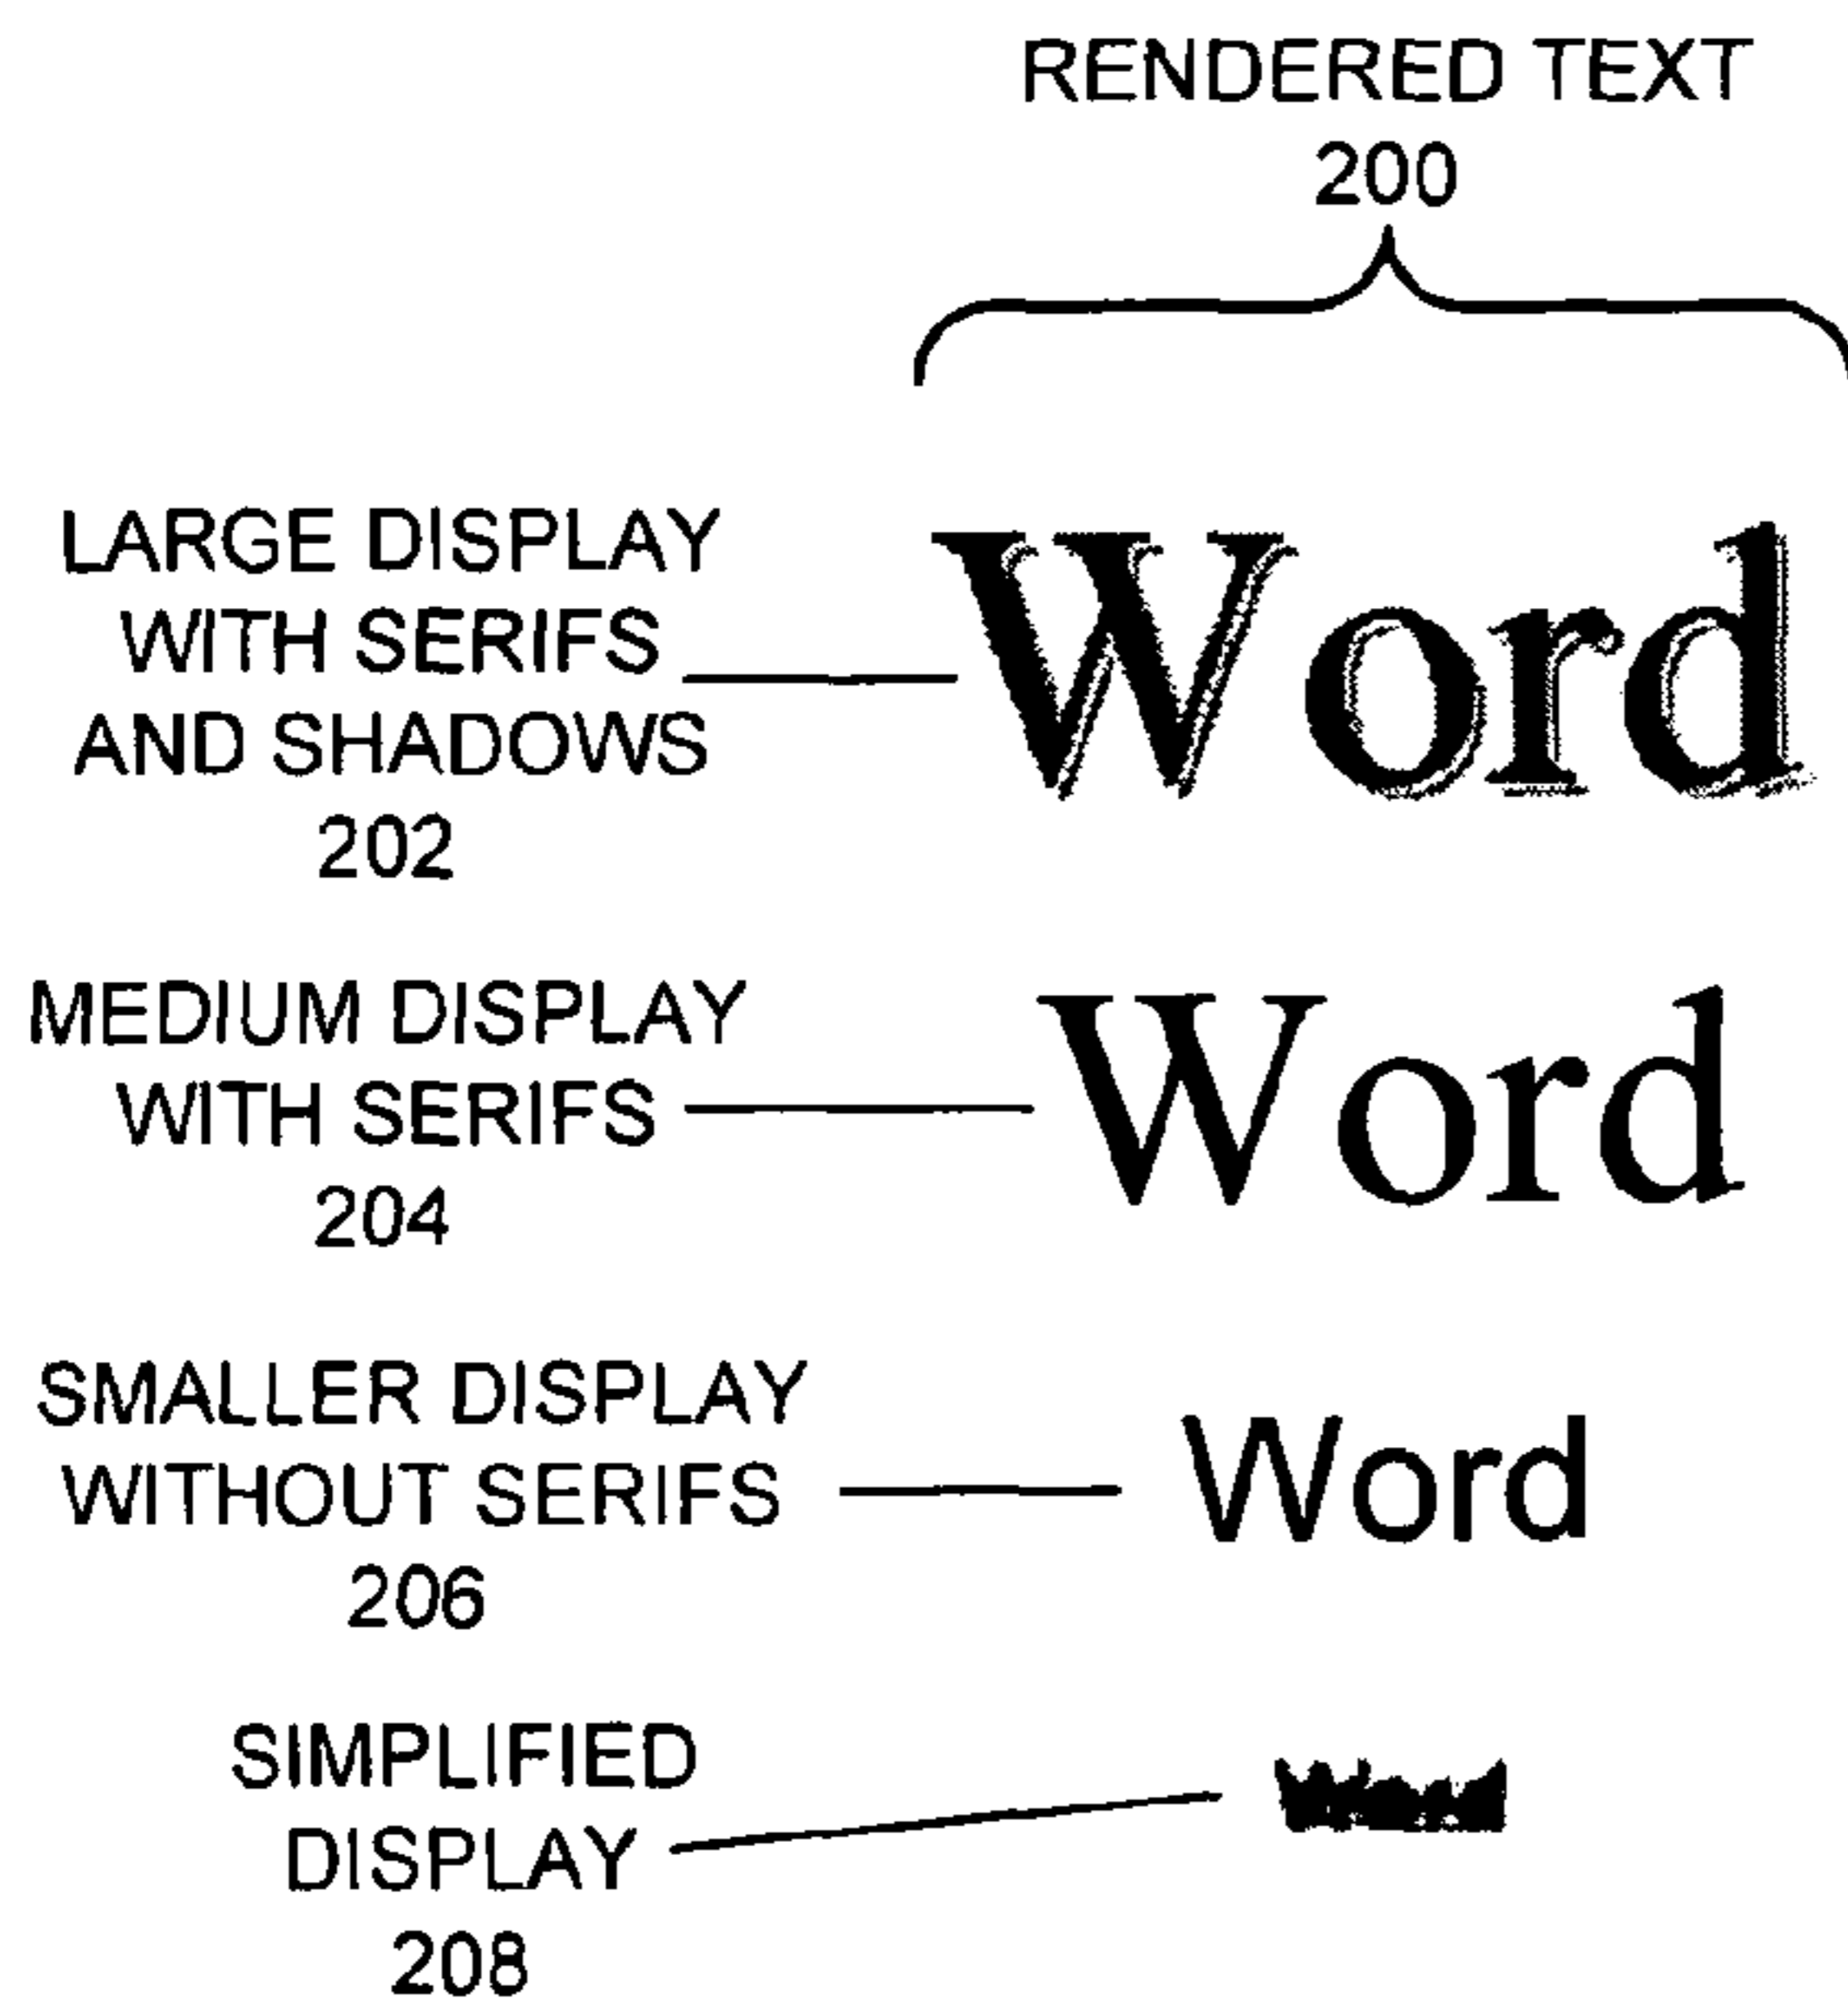 RENDERED TEXT
200
LARGE DISPLAY
WITH SERIFS
AND SHADOWS
202
Word
MEDIUM DISPLAY
WITH SERIFS
204
Word
SMALLER DISPLAY
WITHOUT SERIFS
206
Word
SIMPLIFIED
DISPLAY
208